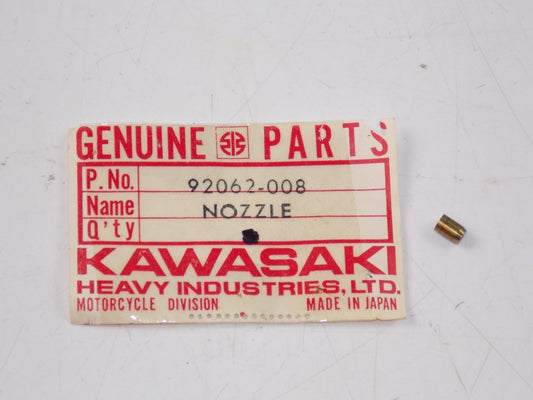 GENUINE PARTS
P. No. 92062-008
Name NOZZLE
Q'ty
KAWASAKI
HEAVY INDUSTRIES, LTD.
MOTORCYCLE DIVISION MADE IN JAPAN